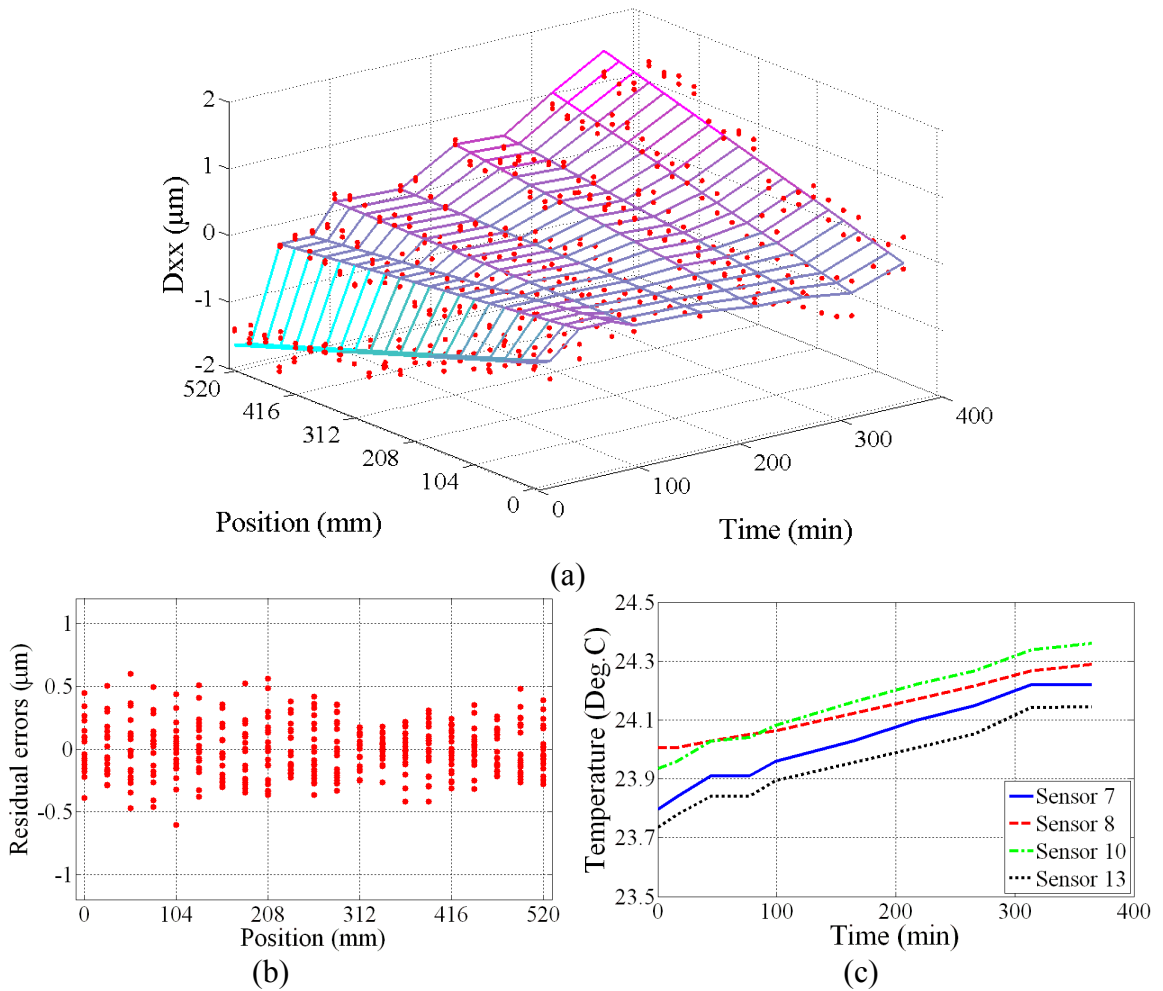 2
1
0
-1
-2
Dxx (μm)
520
416
312
208
104
0
Position (mm)
0
100
200
300
400
Time (min)
(a)
1
0.5
0
-0.5
-1
Residual errors (μm)
0 104 208 312 416 520
Position (mm)
(b)
24.5
24.3
24.1
23.9
23.7
23.5
Temperature (Deg.C)
Sensor 7
Sensor 8
Sensor 10
Sensor 13
0 100 200 300 400
Time (min)
(c)